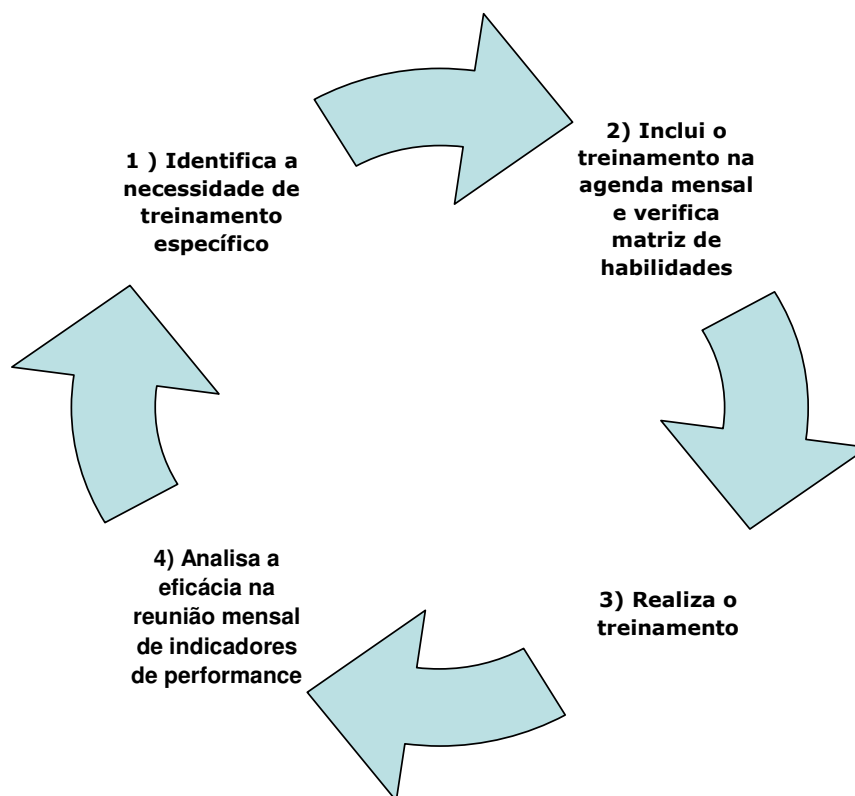 1 ) Identifica a
necessidade de
treinamento
específico
2) Inclui o
treinamento na
agenda mensal
e verifica
matriz de
habilidades
3) Realiza o
treinamento
4) Analisa a
eficácia na
reunião mensal
de indicadores
de performance